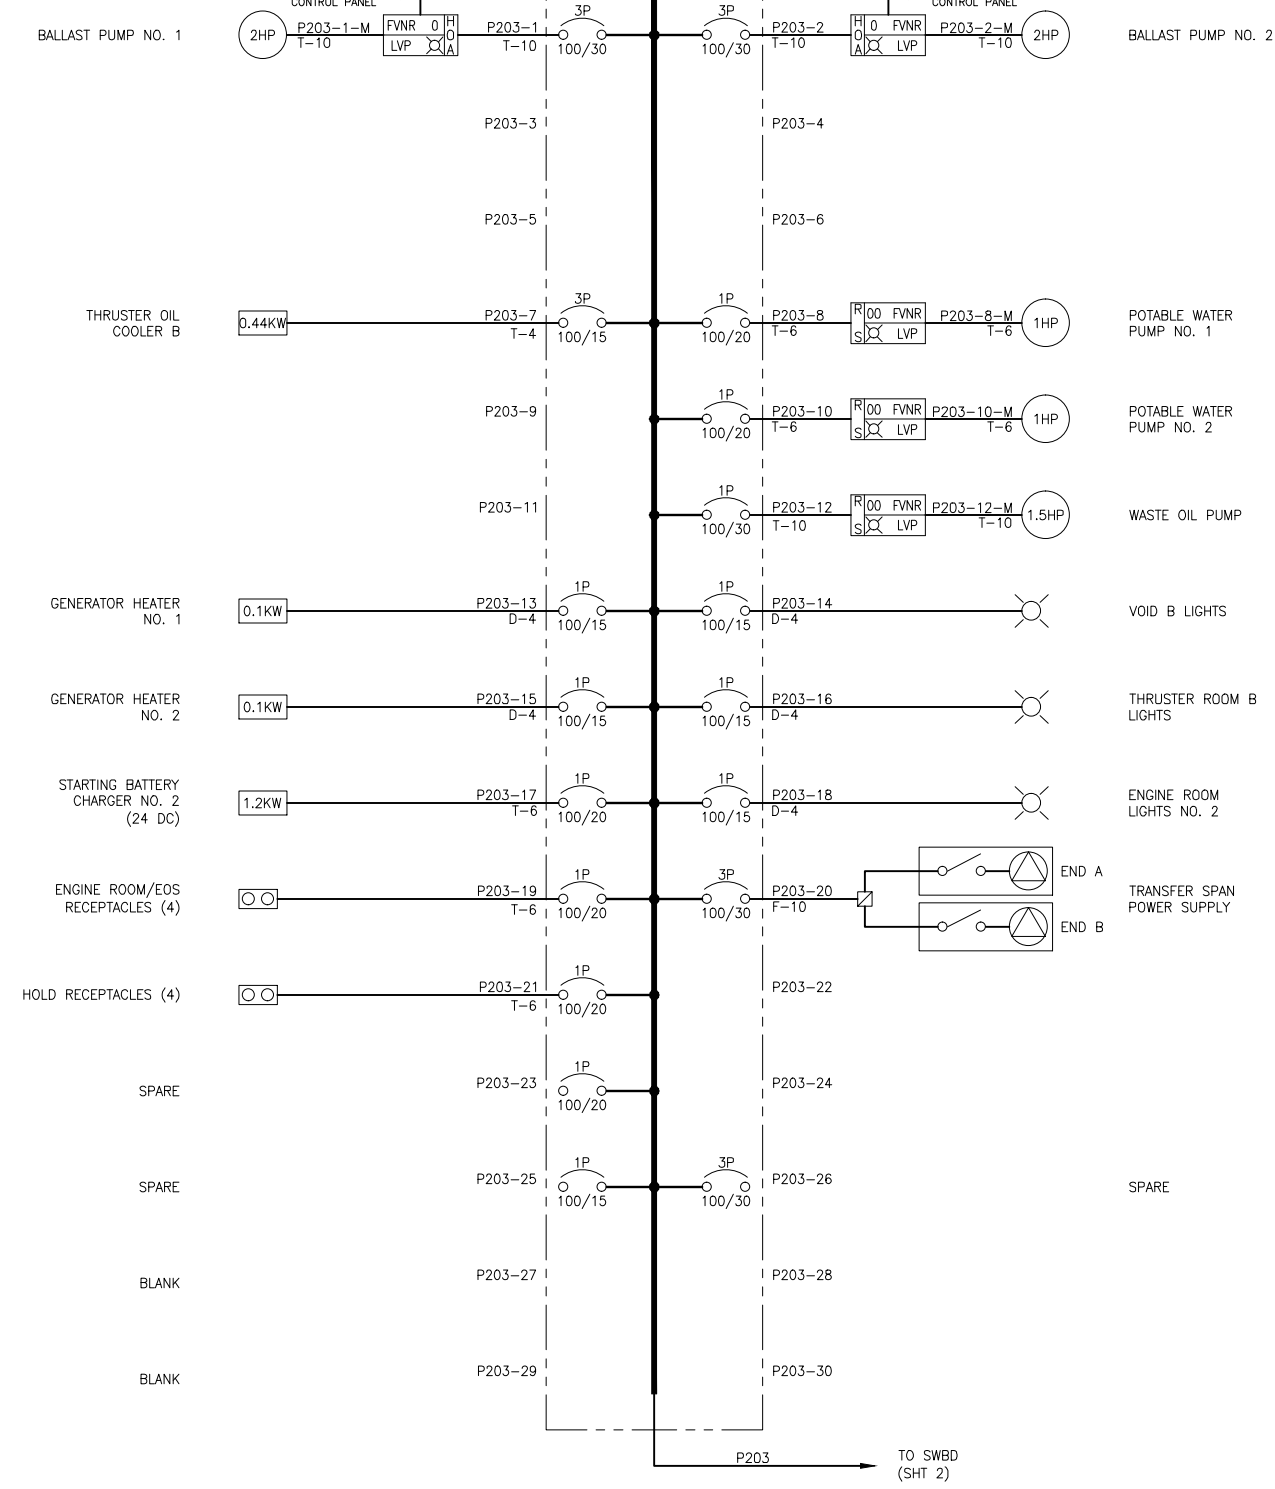 CONTROL PANEL
CONTROL PANEL
BALLAST PUMP NO. 1
2HP
P203-1-M
T-10
FVNR 0
LVP
H
O
A
P203-1
T-10
3P
100/30
3P
100/30
P203-2
T-10
H
O
A
0 FVNR
LVP
P203-2-M
T-10
2HP
BALLAST PUMP NO. 2
P203-3
P203-4
P203-5
P203-6
THRUSTER OIL
COOLER B
0.44KW
P203-7
T-4
3P
100/15
1P
100/20
P203-8
T-6
R
S
00 FVNR
LVP
P203-8-M
T-6
1HP
POTABLE WATER
PUMP NO. 1
P203-9
1P
100/20
P203-10
T-6
R
S
00 FVNR
LVP
P203-10-M
T-6
1HP
POTABLE WATER
PUMP NO. 2
P203-11
1P
100/30
P203-12
T-10
R
S
00 FVNR
LVP
P203-12-M
T-10
1.5HP
WASTE OIL PUMP
GENERATOR HEATER
NO. 1
0.1KW
P203-13
D-4
1P
100/15
1P
100/15
P203-14
D-4
VOID B LIGHTS
GENERATOR HEATER
NO. 2
0.1KW
P203-15
D-4
1P
100/15
1P
100/15
P203-16
D-4
THRUSTER ROOM B
LIGHTS
STARTING BATTERY
CHARGER NO. 2
(24 DC)
1.2KW
P203-17
T-6
1P
100/20
1P
100/15
P203-18
D-4
ENGINE ROOM
LIGHTS NO. 2
ENGINE ROOM/EOS
RECEPTACLES (4)
P203-19
T-6
1P
100/20
3P
100/30
P203-20
F-10
END A
END B
TRANSFER SPAN
POWER SUPPLY
HOLD RECEPTACLES (4)
P203-21
T-6
1P
100/20
P203-22
SPARE
P203-23
1P
100/20
P203-24
SPARE
P203-25
1P
100/15
3P
100/30
P203-26
SPARE
BLANK
P203-27
P203-28
BLANK
P203-29
P203-30
P203
TO SWBD
(SHT 2)